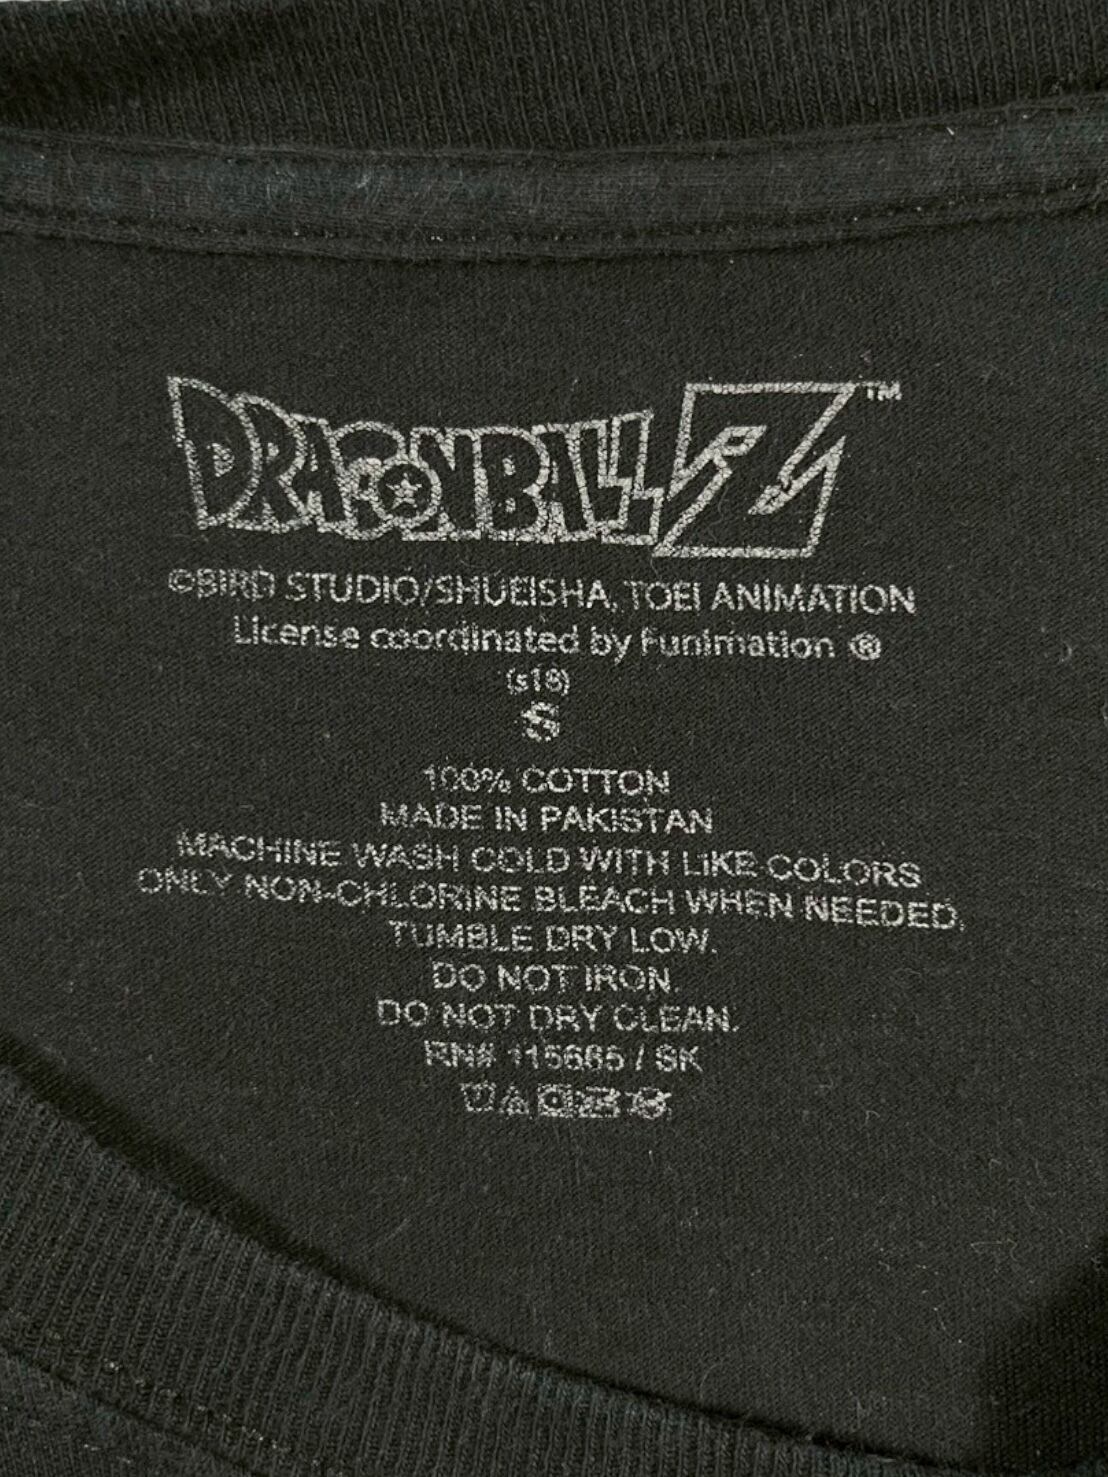 DRAGONBALL Z™
©BIRD STUDIO/SHUEISHA, TOEI ANIMATION
License coordinated by Funimation ®
(s18)
S
100% COTTON
MADE IN PAKISTAN
MACHINE WASH COLD WITH LIKE COLORS
ONLY NON-CHLORINE BLEACH WHEN NEEDED.
TUMBLE DRY LOW.
DO NOT IRON.
DO NOT DRY CLEAN.
RN# 115665 / SK